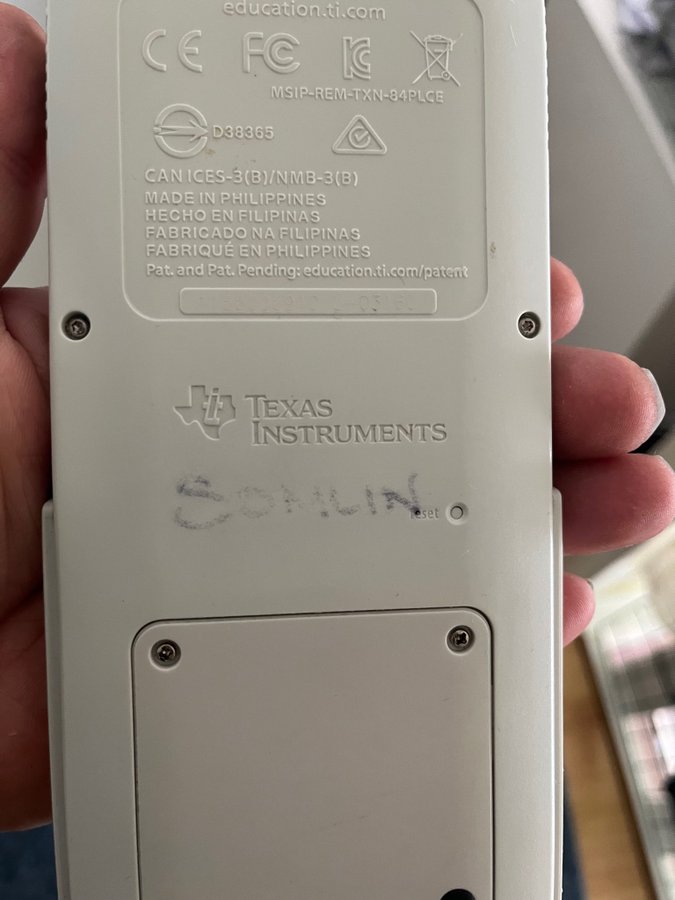 education.ti.com
CE FC
MSIP-REM-TXN-84PLCE
D38365
CAN ICES-3(B)/NMB-3(B)
MADE IN PHILIPPINES
HECHO EN FILIPINAS
FABRICADO NA FILIPINAS
FABRIQUÉ EN PHILIPPINES
Pat. and Pat. Pending: education.ti.com/patent
TEXAS
INSTRUMENTS
SOMLIN
reset